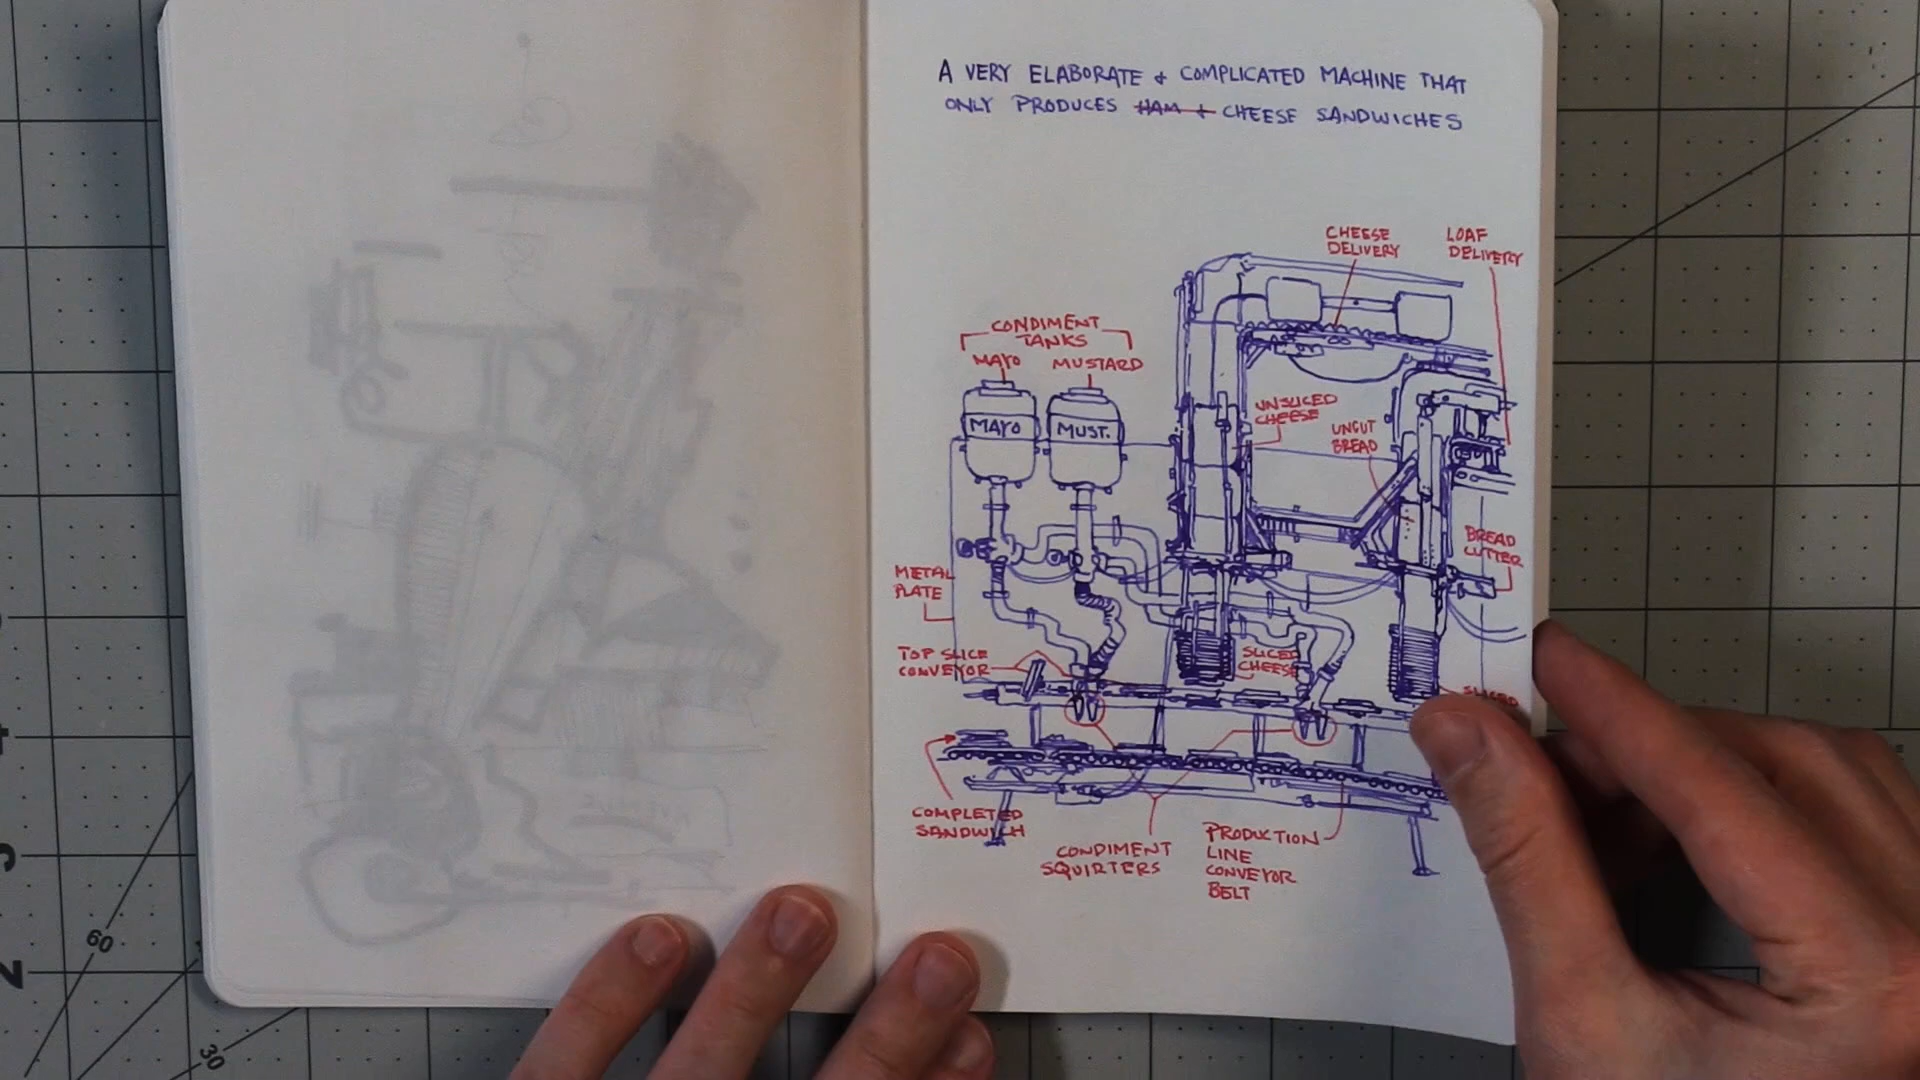 A VERY ELABORATE & COMPLICATED MACHINE THAT
ONLY PRODUCES HAM & CHEESE SANDWICHES
CHEESE
DELIVERY
LOAF
DELIVERY
CONDIMENT
TANKS
MAYO MUSTARD
MAYO MUST.
UNSLICED
CHEESE
UNCUT
BREAD
BREAD
CUTTER
METAL
PLATE
TOP SLICE
CONVEYOR
SLICED
CHEESE
SLICED
COMPLETED
SANDWICH
CONDIMENT
SQUIRTERS
PRODUCTION
LINE
CONVEYOR
BELT
60
30
2